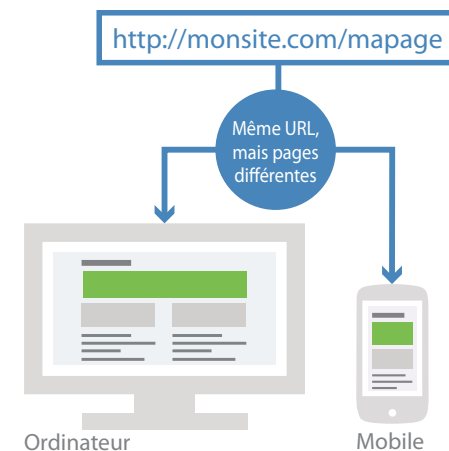 http://monsite.com/mapage
Même URL,
mais pages
différentes
Ordinateur
Mobile